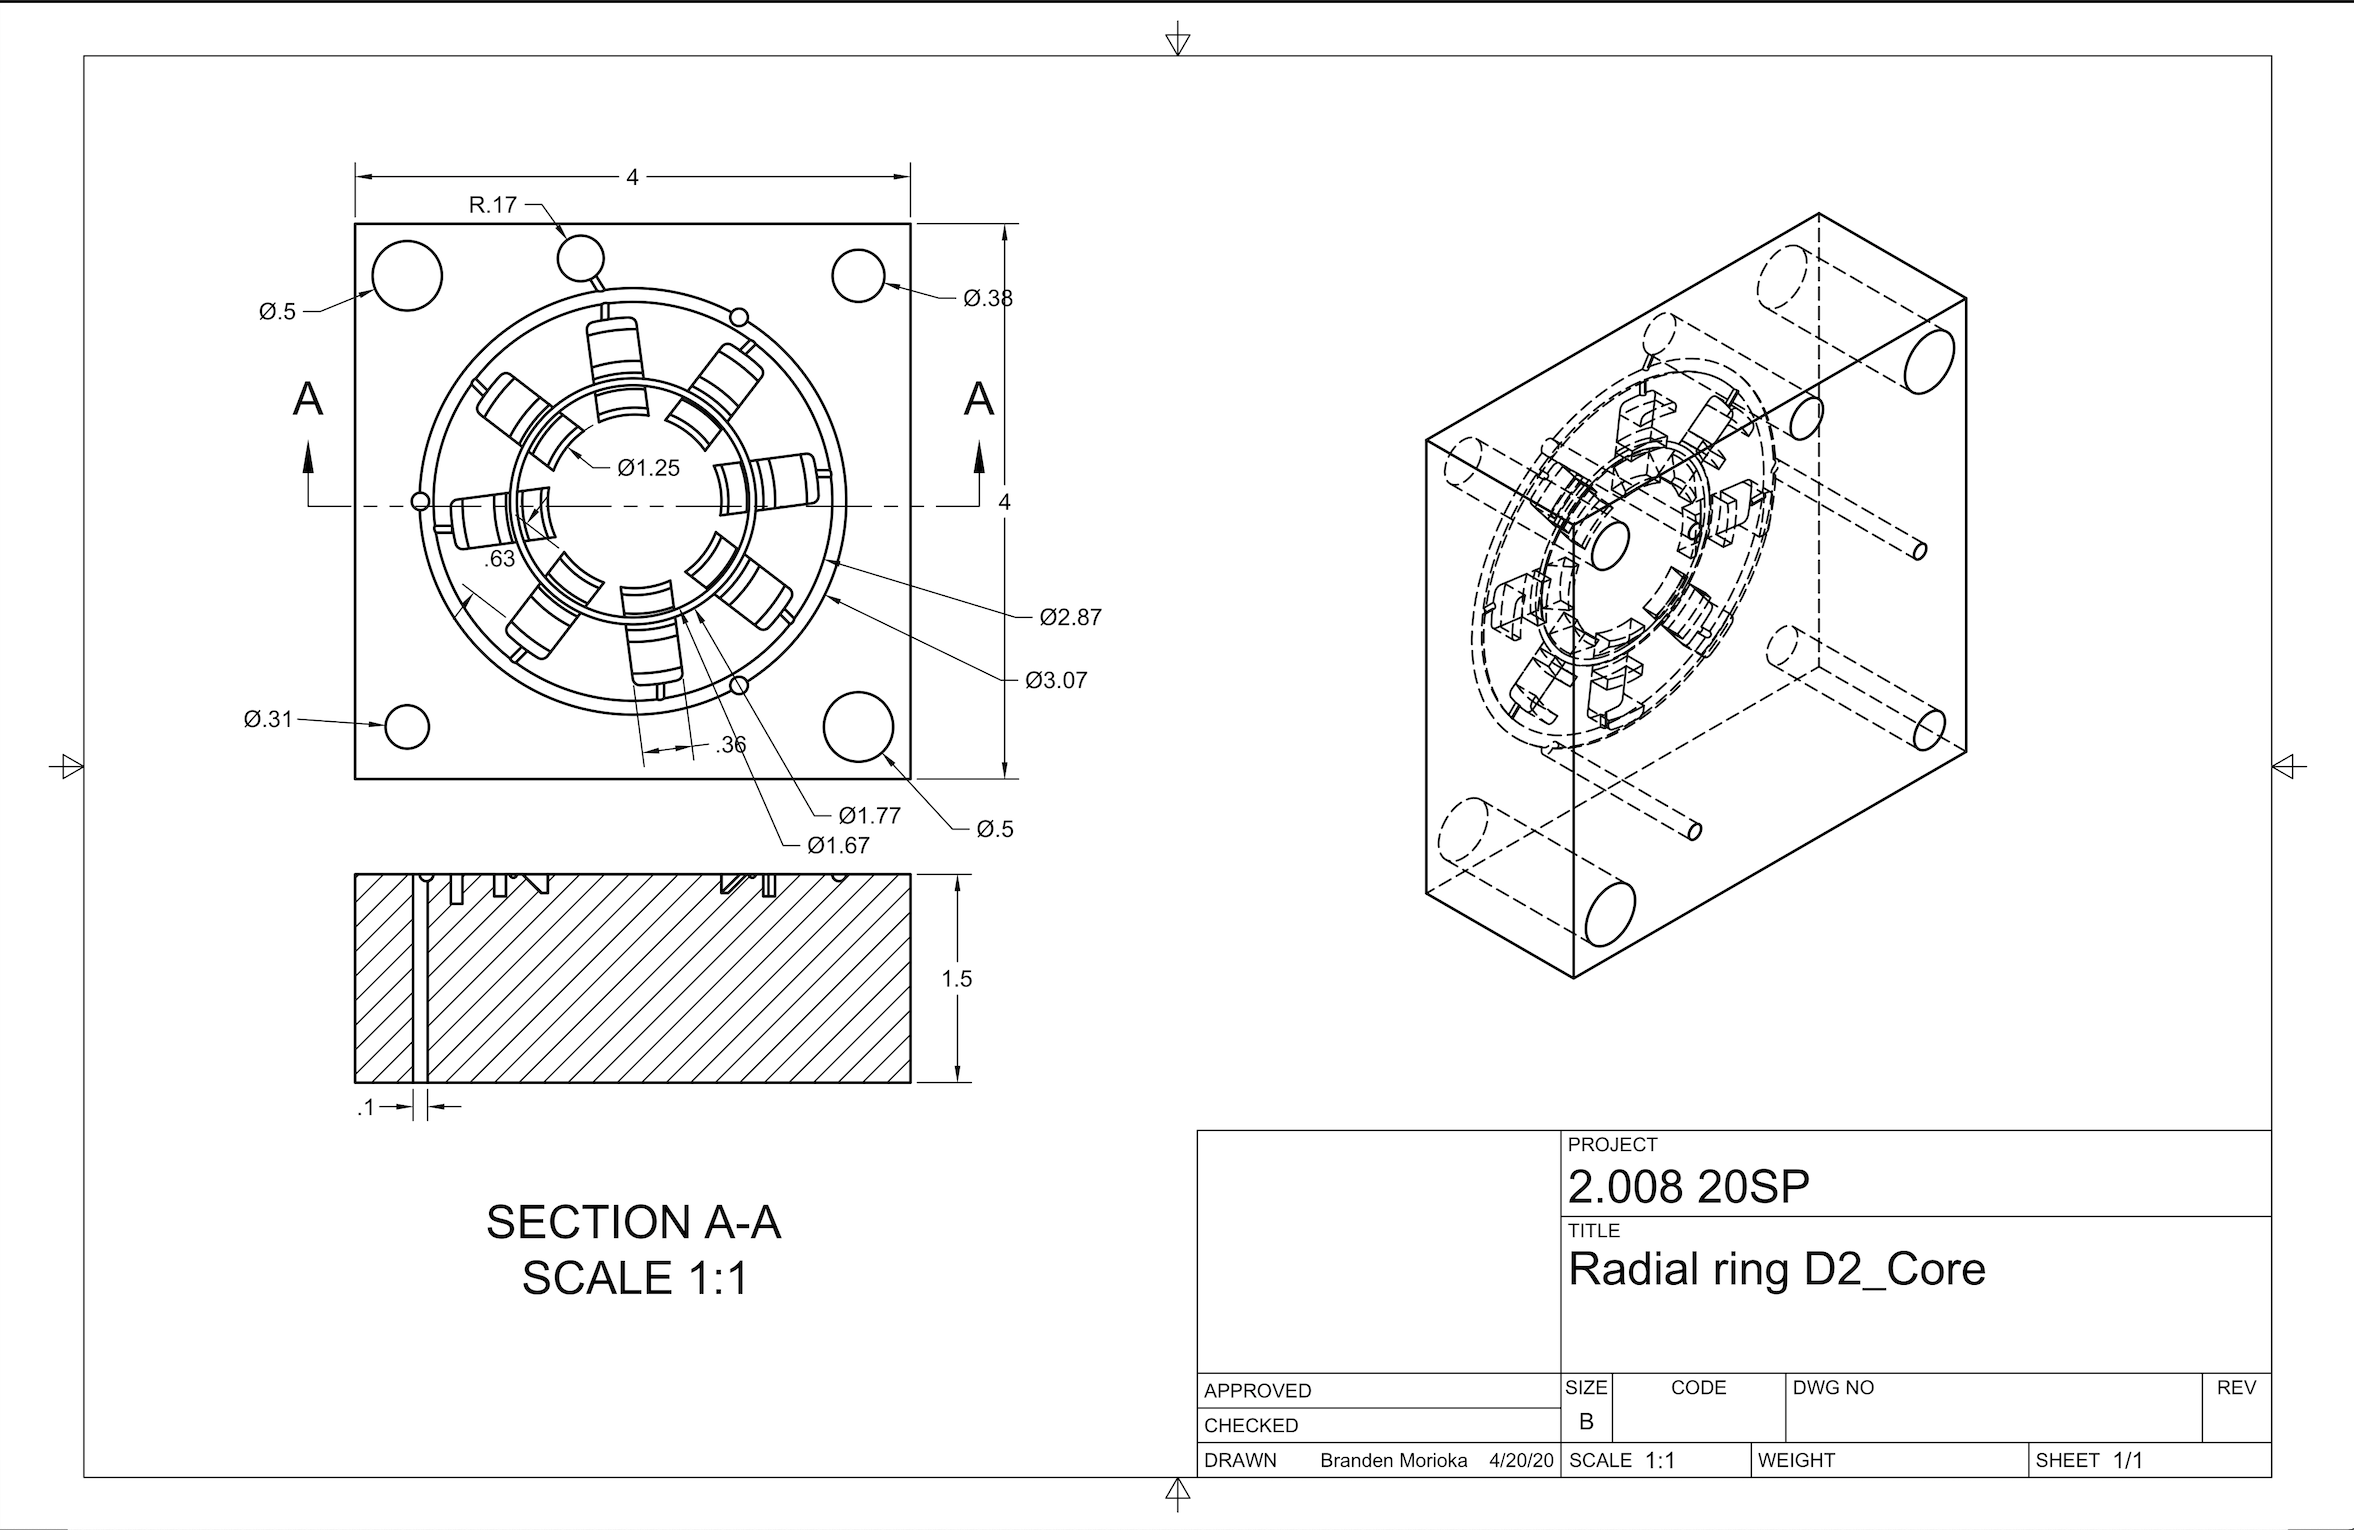 4
R.17
Ø.5
Ø.38
A
A
Ø1.25
4
.63
Ø2.87
Ø3.07
Ø.31
.36
Ø1.77
Ø.5
Ø1.67
1.5
.1
SECTION A-A
SCALE 1:1
PROJECT
2.008 20SP
TITLE
Radial ring D2_Core
APPROVED
CHECKED
DRAWN Branden Morioka 4/20/20
SIZE
B
CODE
DWG NO
REV
SCALE 1:1
WEIGHT
SHEET 1/1